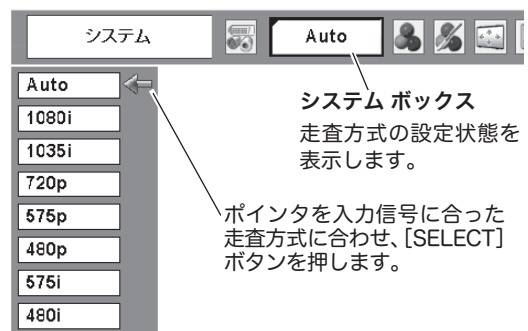 システム
Auto
Auto
1080i
1035i
720p
575p
480p
575i
480i
システム ボックス
走査方式の設定状態を
表示します。
ポインタを入力信号に合った
走査方式に合わせ、［SELECT］
ボタンを押します。